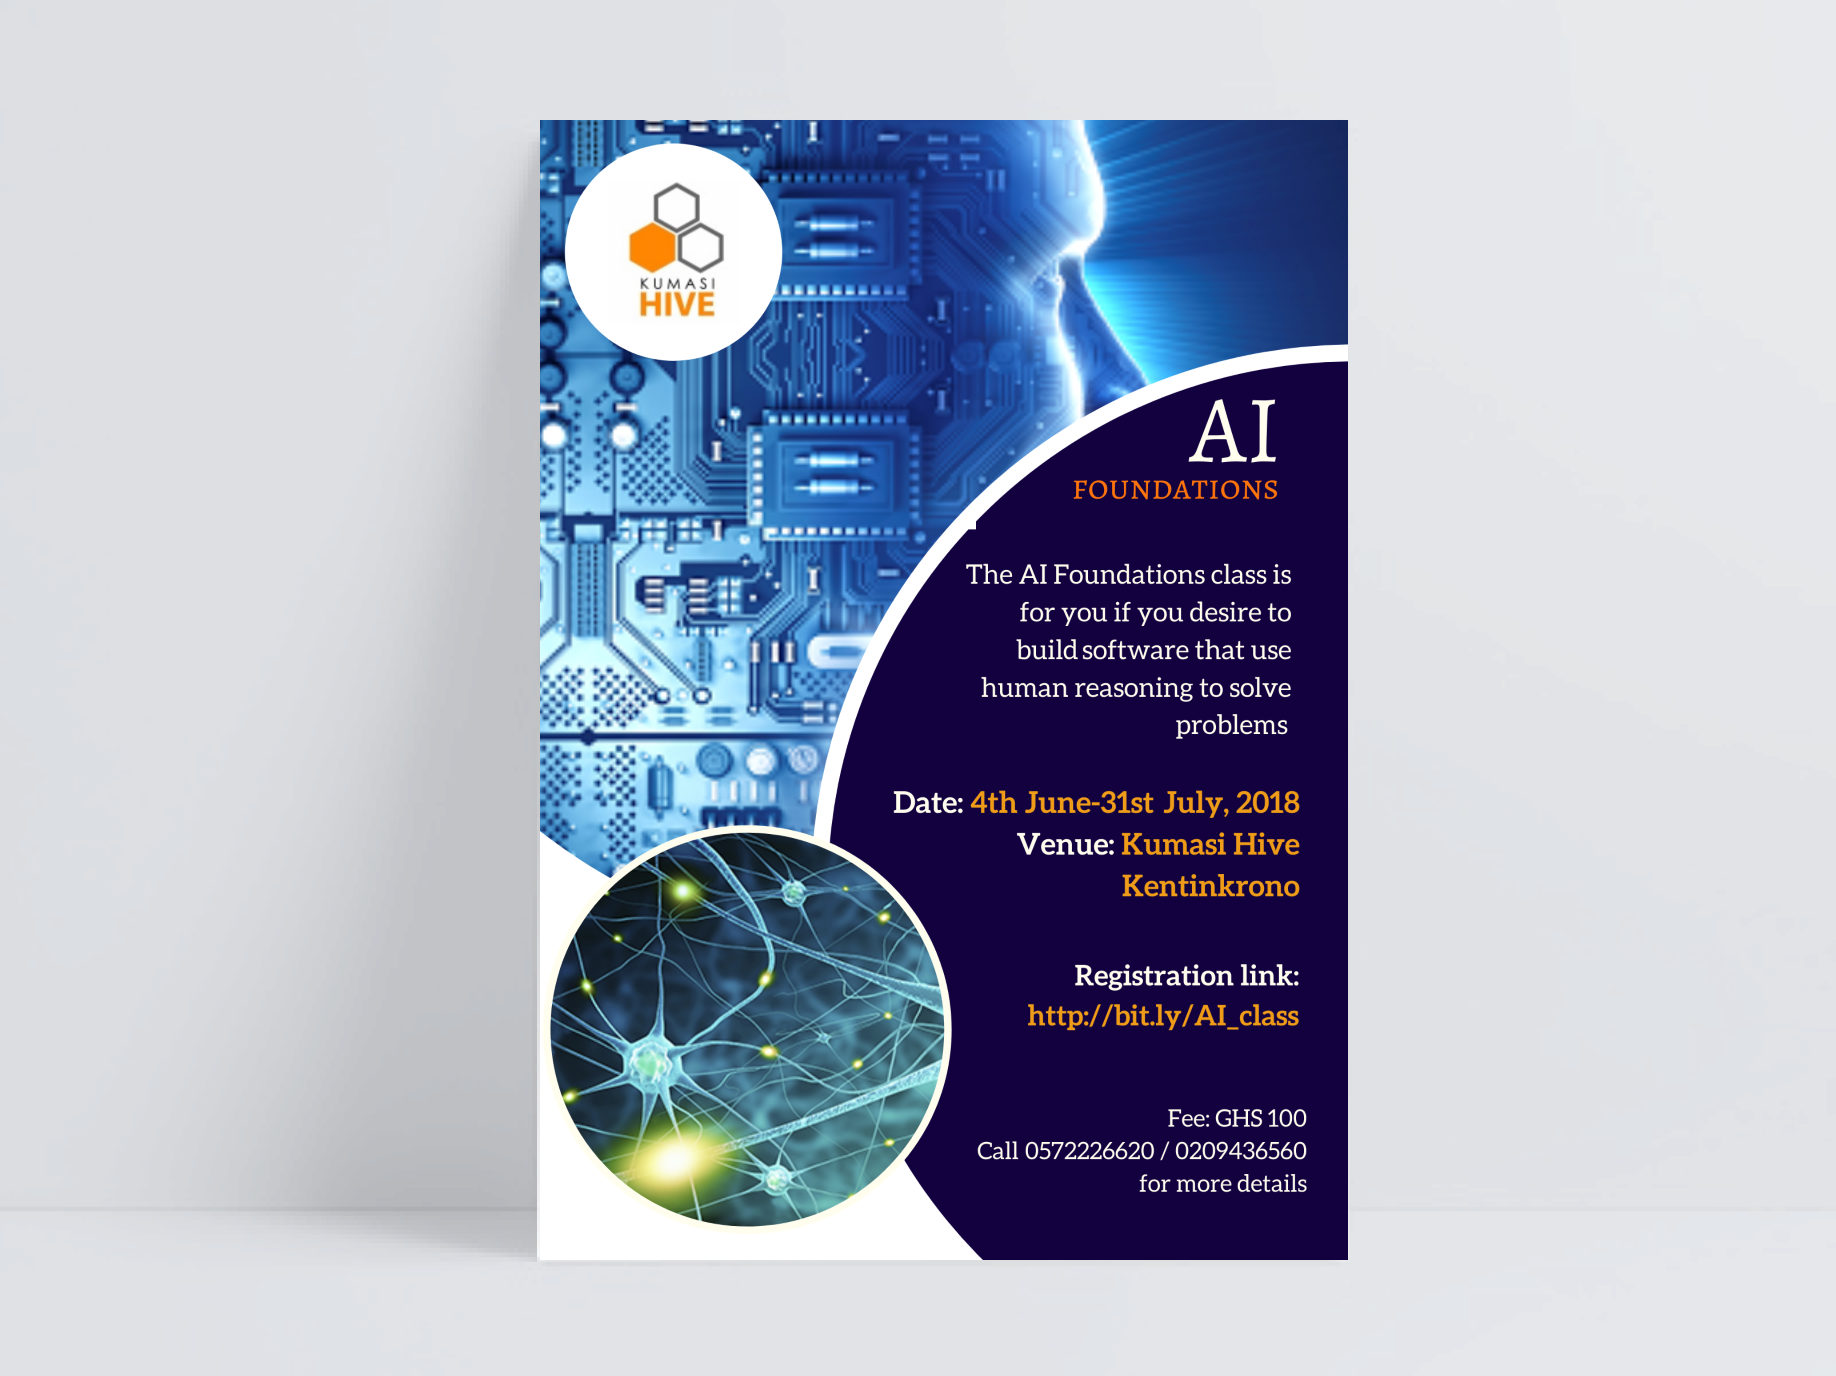 KUMASI
HIVE
AI
FOUNDATIONS
The AI Foundations class is
for you if you desire to
build software that use
human reasoning to solve
problems
Date: 4th June-31st July, 2018
Venue: Kumasi Hive
Kentinkrono
Registration link:
http://bit.ly/AI_class
Fee: GHS 100
Call 0572226620 / 0209436560
for more details